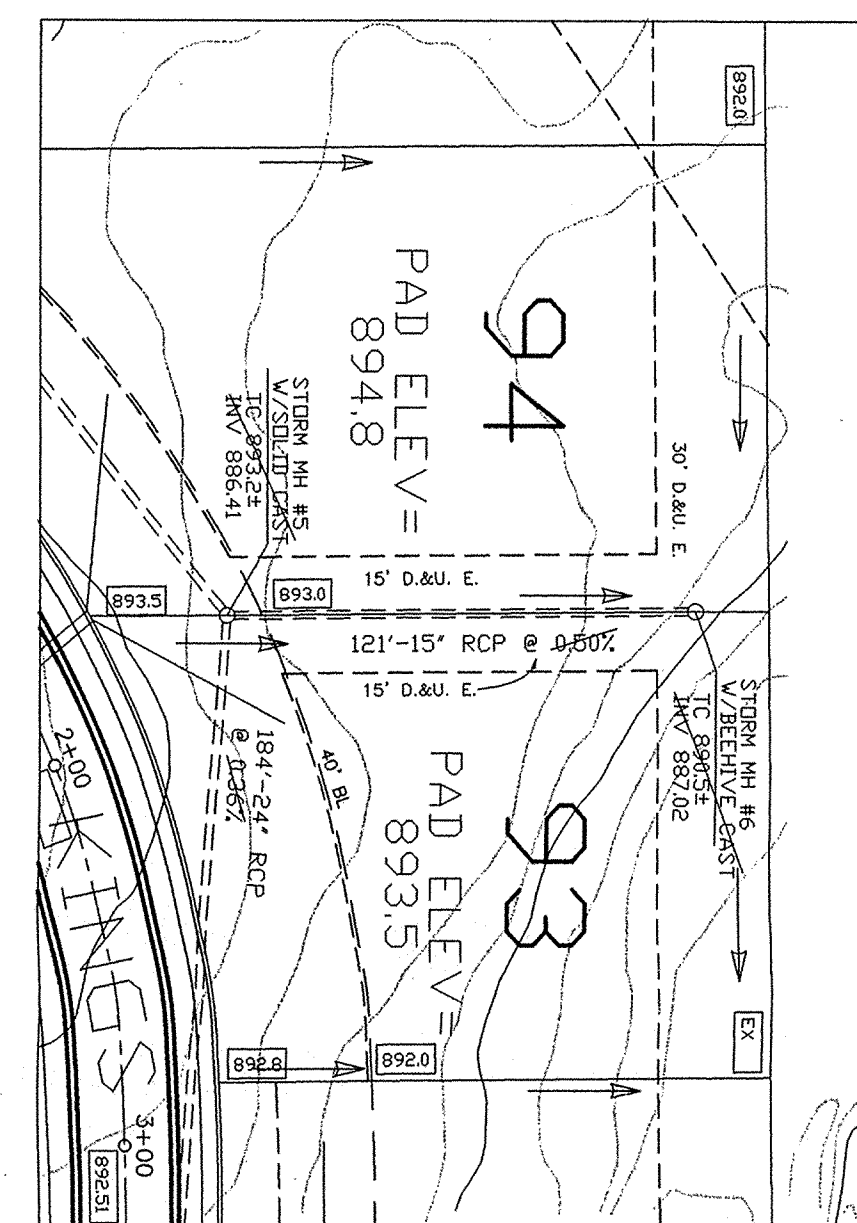 892.0
94
PAD ELEV=
894.8
STORM MH #5
W/SOLID CAST
TC 893.2±
INV 886.41
30' D.&U. E.
15' D.&U. E.
893.5
893.0
121'-15" RCP @ 0.50%
15' D.&U. E.
STORM MH #6
W/BEEHIVE CAST
TC 890.5±
INV 887.02
184'-24" RCP
@ 0.36%
40' BL
93
PAD ELEV=
893.5
2+00
KINGS
EX
892.8
892.0
3+00
892.51